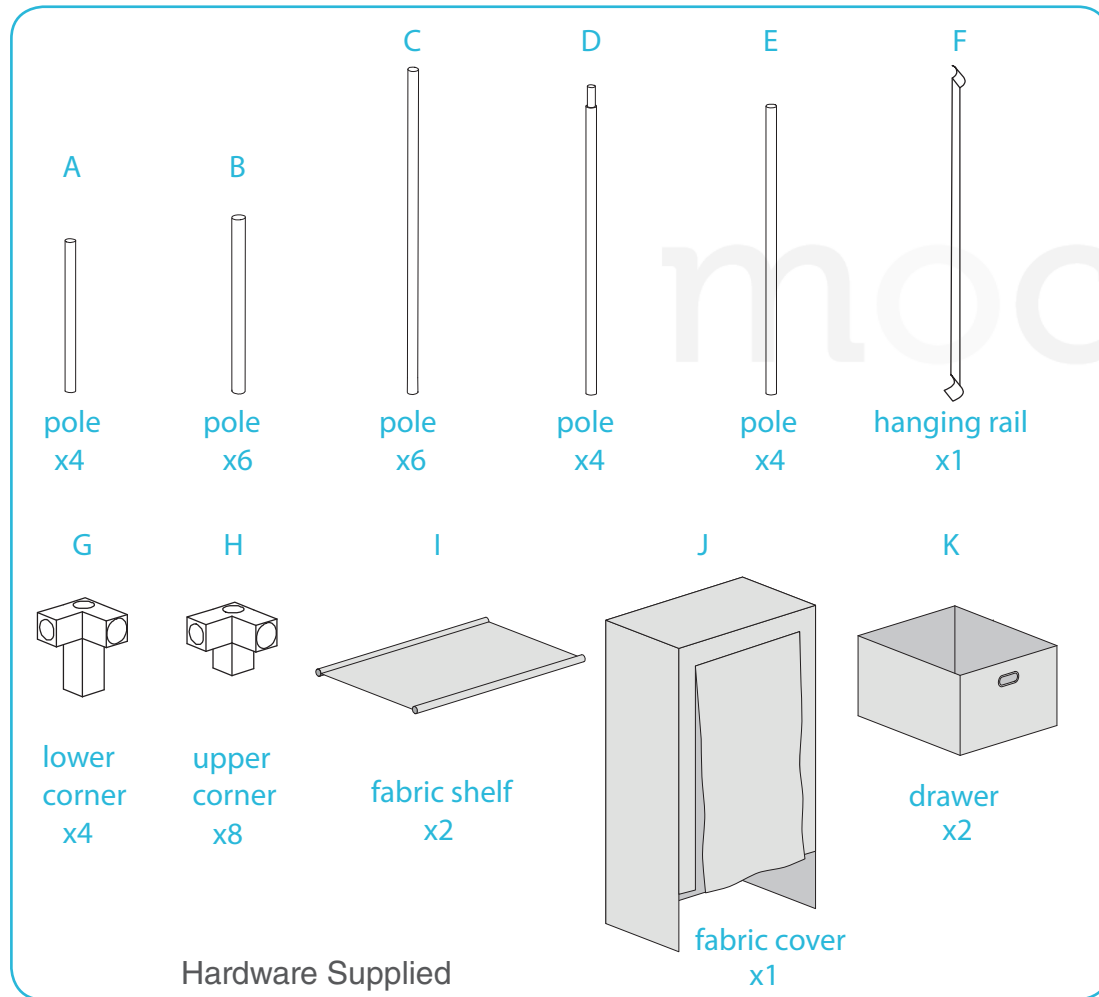 C
D
E
F
A
B
pole
x4
pole
x6
pole
x6
pole
x4
pole
x4
hanging rail
x1
G
H
I
J
K
lower
corner
x4
upper
corner
x8
fabric shelf
x2
drawer
x2
fabric cover
x1
Hardware Supplied